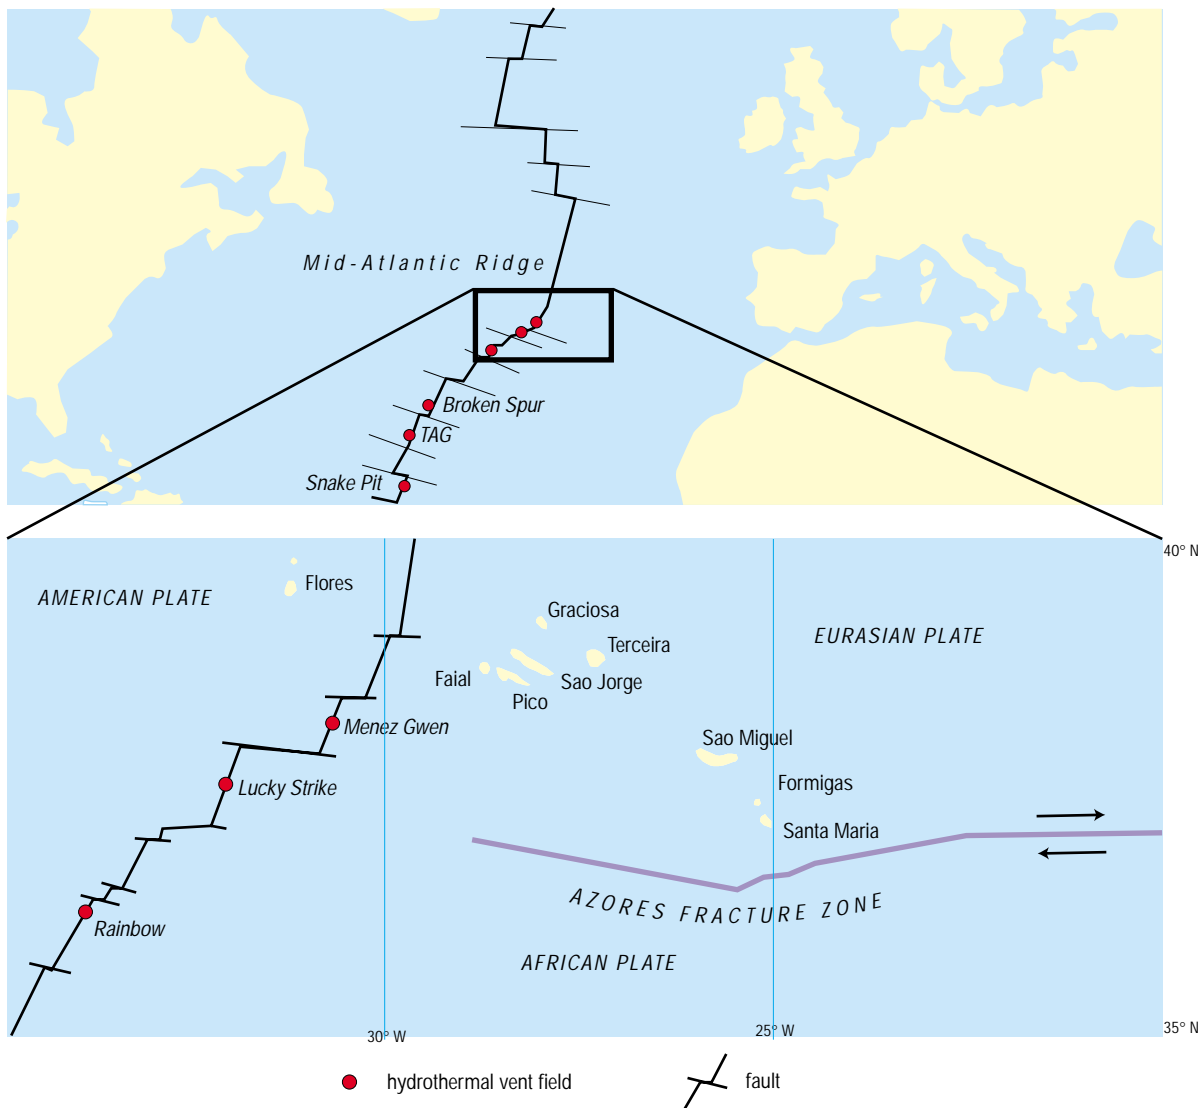 Mid-Atlantic Ridge
Broken Spur
TAG
Snake Pit
40° N
AMERICAN PLATE
Flores
Graciosa
EURASIAN PLATE
Terceira
Faial
Sao Jorge
Pico
Menez Gwen
Sao Miguel
Lucky Strike
Formigas
Santa Maria
AZORES FRACTURE ZONE
Rainbow
AFRICAN PLATE
30° W
25° W
35° N
hydrothermal vent field
fault